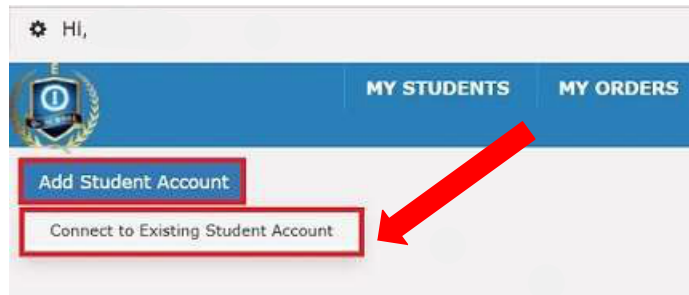 Hi,
MY STUDENTS MY ORDERS
Add Student Account
Connect to Existing Student Account